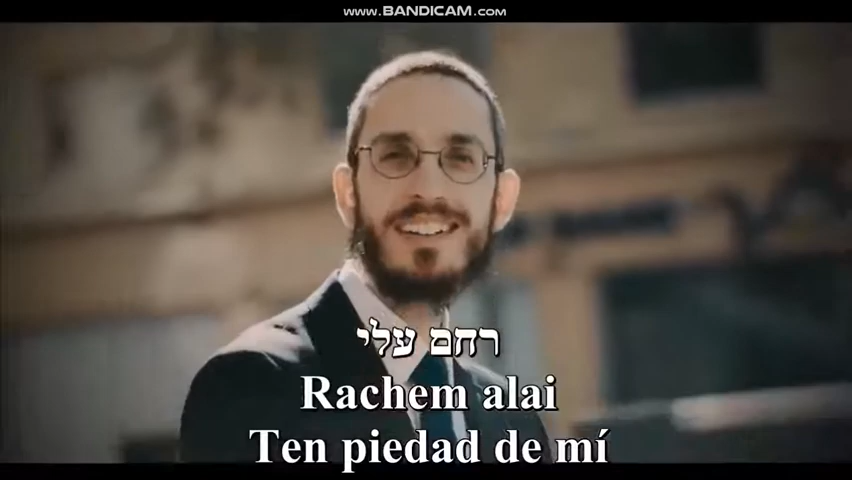 www.BANDICAM.com
רחם עלי
Rachem alai
Ten piedad de mí